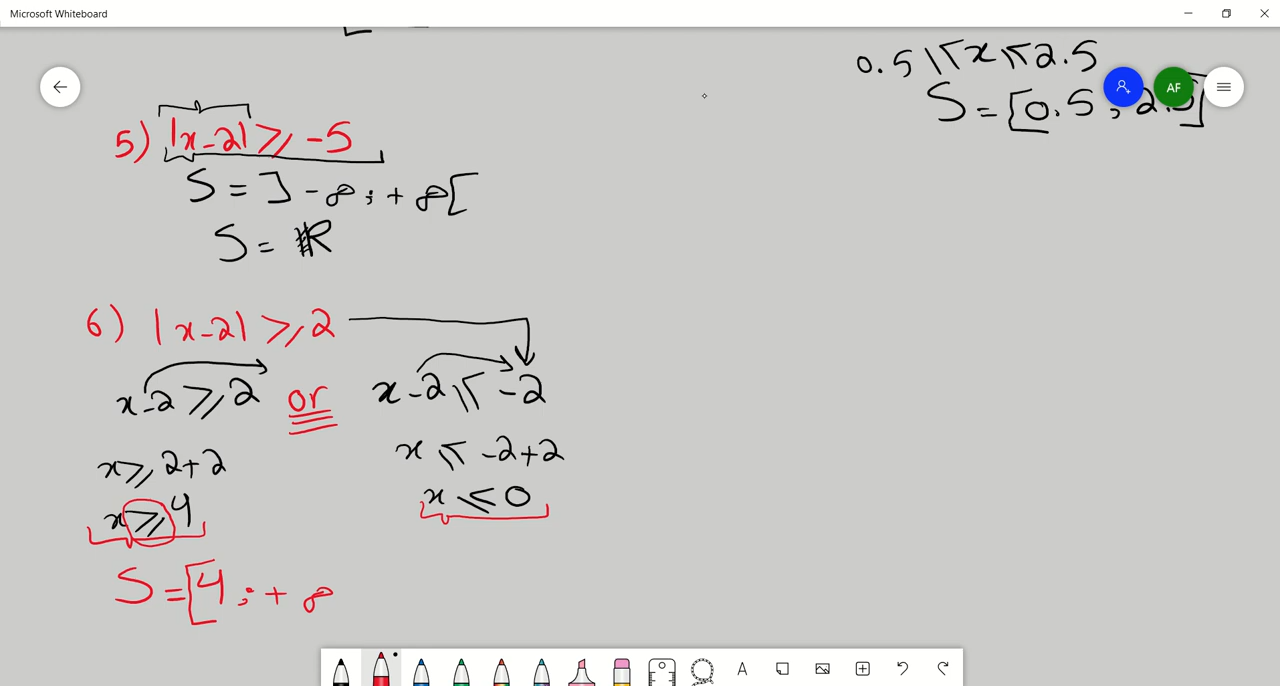 Microsoft Whiteboard
0.5 ⩽ x ⩽ 2.5
S = [0.5 ; 2.5]
AF
5) |x-2| ⩾ -5
S = ]-∞ ; +∞[
S = ℝ
6) |x-2| ⩾ 2
x-2 ⩾ 2 or x-2 ⩽ -2
x ⩾ 2+2 x ⩽ -2+2
x ⩾ 4 x ⩽ 0
S = [4 ; +∞
A